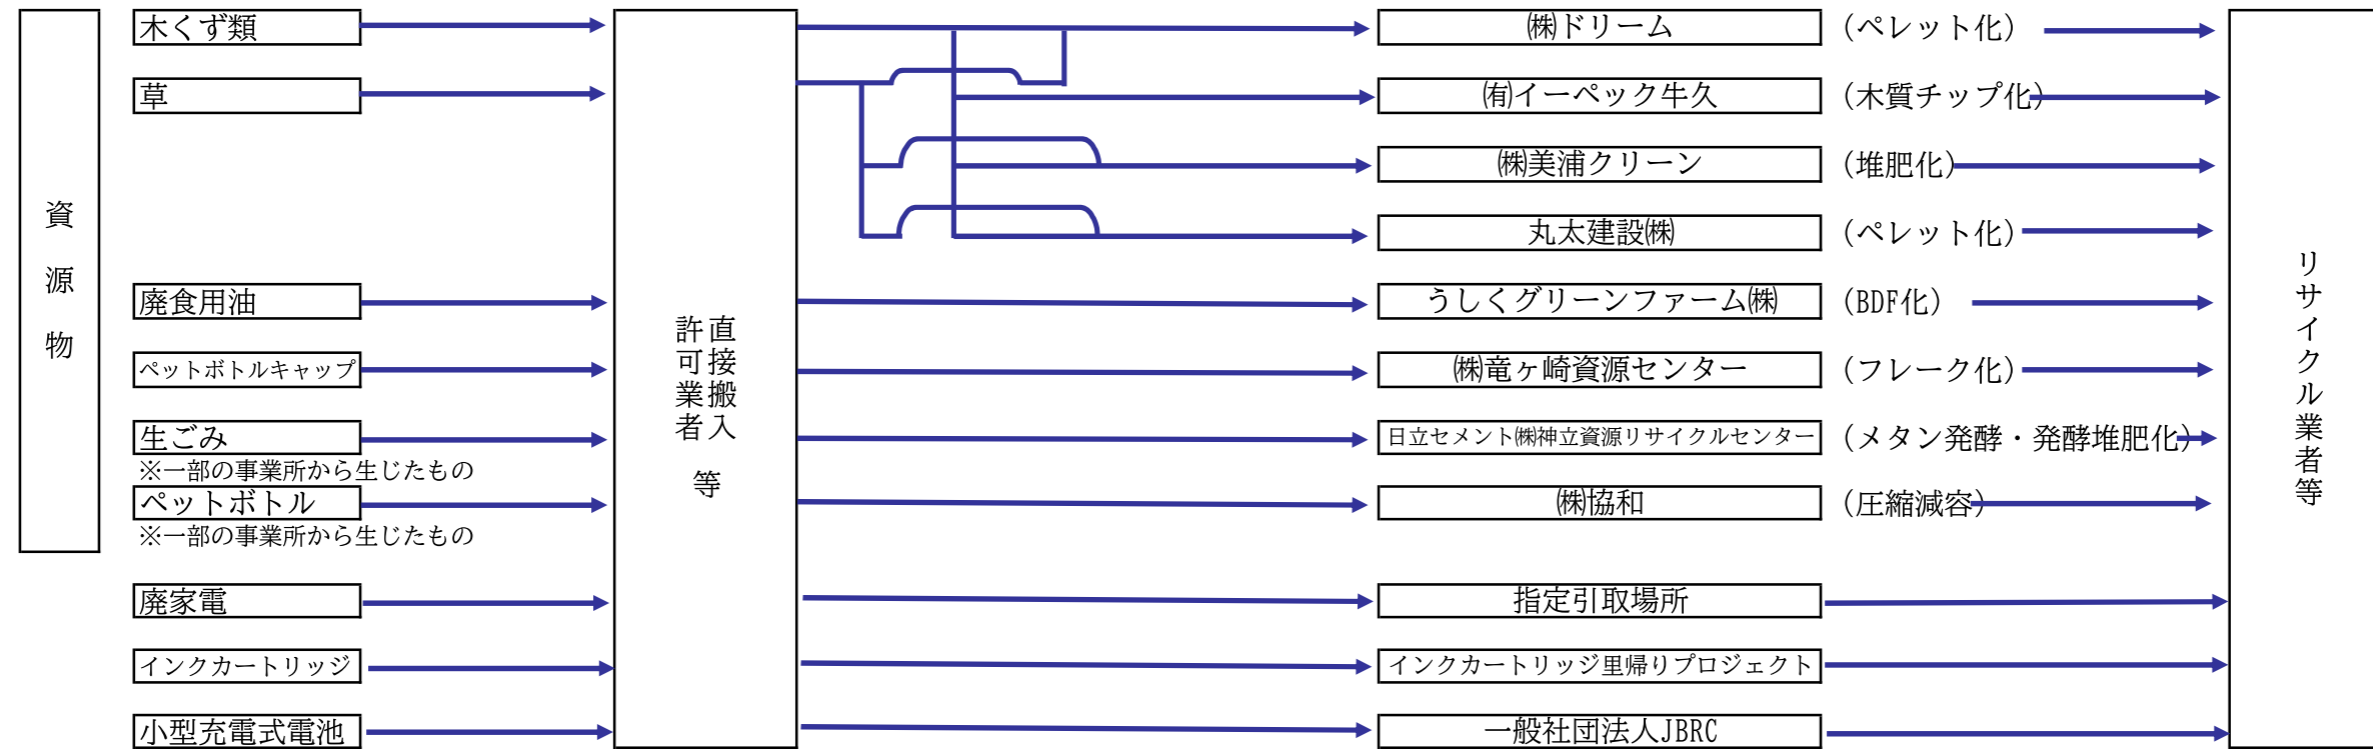 資源物
木くず類
草
廃食用油
ペットボトルキャップ
生ごみ
※一部の事業所から生じたもの
ペットボトル
※一部の事業所から生じたもの
廃家電
インクカートリッジ
小型充電式電池
直接搬入
許可業者
等
㈱ドリーム
(ペレット化)
㈲イーペック牛久
(木質チップ化)
㈱美浦クリーン
(堆肥化)
丸太建設㈱
(ペレット化)
うしくグリーンファーム㈱
(BDF化)
㈱竜ヶ崎資源センター
(フレーク化)
日立セメント㈱神立資源リサイクルセンター
(メタン発酵・発酵堆肥化)
㈱協和
(圧縮減容)
指定引取場所
インクカートリッジ里帰りプロジェクト
一般社団法人JBRC
リサイクル業者等